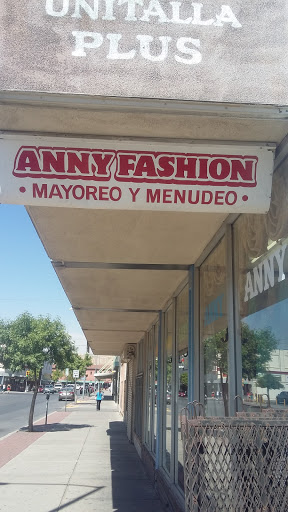 UNITALLA
PLUS
ANNY FASHION
• MAYOREO Y MENUDEO •
ANNY